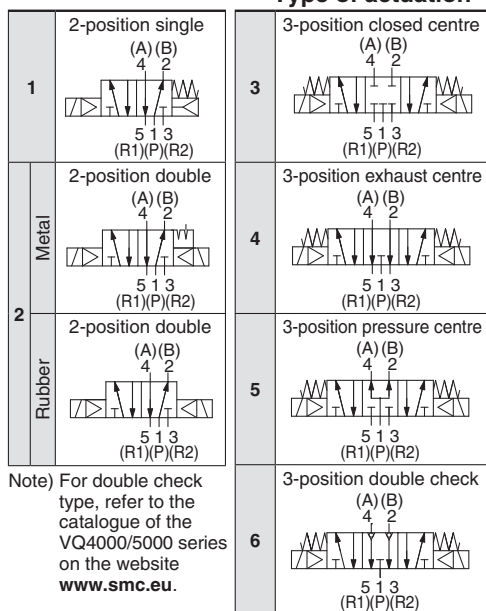 Type of actuation
1
2-position single
(A) (B)
4 2
5 1 3
(R1)(P)(R2)
2
Metal
2-position double
(A) (B)
4 2
5 1 3
(R1)(P)(R2)
Rubber
2-position double
(A) (B)
4 2
5 1 3
(R1)(P)(R2)
Note) For double check
type, refer to the
catalogue of the
VQ4000/5000 series
on the website
www.smc.eu.
3
3-position closed centre
(A) (B)
4 2
5 1 3
(R1)(P)(R2)
4
3-position exhaust centre
(A) (B)
4 2
5 1 3
(R1)(P)(R2)
5
3-position pressure centre
(A) (B)
4 2
5 1 3
(R1)(P)(R2)
6
3-position double check
(A) (B)
4 2
5 1 3
(R1)(P)(R2)